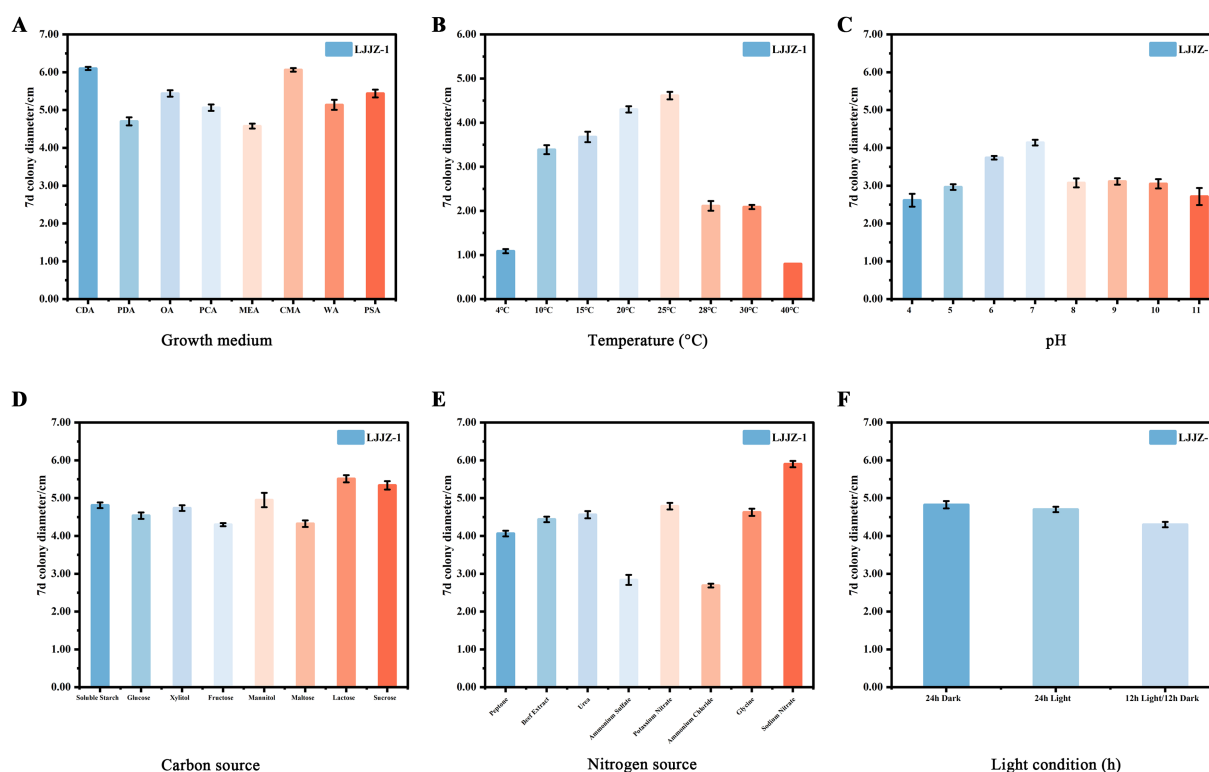 A
7.00
6.00
5.00
4.00
3.00
2.00
1.00
0.00
7d colony diameter/cm
LJJZ-1
CDA PDA OA PCA MEA CMA WA PSA
Growth medium
B
6.00
5.00
4.00
3.00
2.00
1.00
0.00
7d colony diameter/cm
LJJZ-1
4°C 10°C 15°C 20°C 25°C 28°C 30°C 40°C
Temperature (°C)
C
7.00
6.00
5.00
4.00
3.00
2.00
1.00
0.00
7d colony diameter/cm
LJJZ-
4 5 6 7 8 9 10 11
pH
D
7.00
6.00
5.00
4.00
3.00
2.00
1.00
0.00
7d colony diameter/cm
LJJZ-1
Soluble Starch Glucose Xylitol Fructose Mannitol Maltose Lactose Sucrose
Carbon source
E
7.00
6.00
5.00
4.00
3.00
2.00
1.00
0.00
7d colony diameter/cm
LJJZ-1
Peptone Beef Extract Urea Ammonium Sulfate Potassium Nitrate Ammonium Chloride Glycine Sodium Nitrate
Nitrogen source
F
7.00
6.00
5.00
4.00
3.00
2.00
1.00
0.00
7d colony diameter/cm
LJJZ-
24h Dark 24h Light 12h Light/12h Dark
Light condition (h)